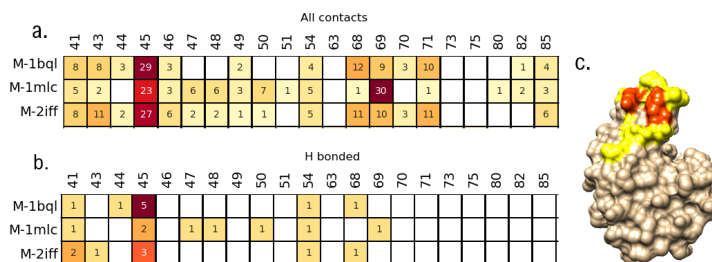 All contacts
a.
41 43 44 45 46 47 48 49 50 51 54 63 68 69 70 71 73 75 80 82 85
M-1bql 8 8 3 29 3 2 4 12 9 3 10 1 4
M-1mlc 5 2 23 3 6 6 3 7 1 5 1 30 1 1 2 3
M-2iff 8 11 2 27 6 2 2 1 1 5 11 10 3 11 6
H bonded
b.
41 43 44 45 46 47 48 49 50 51 54 63 68 69 70 71 73 75 80 82 85
M-1bql 1 1 5 1 1
M-1mlc 1 2 1 1 1 1 1
M-2iff 2 1 3 1 1
c.